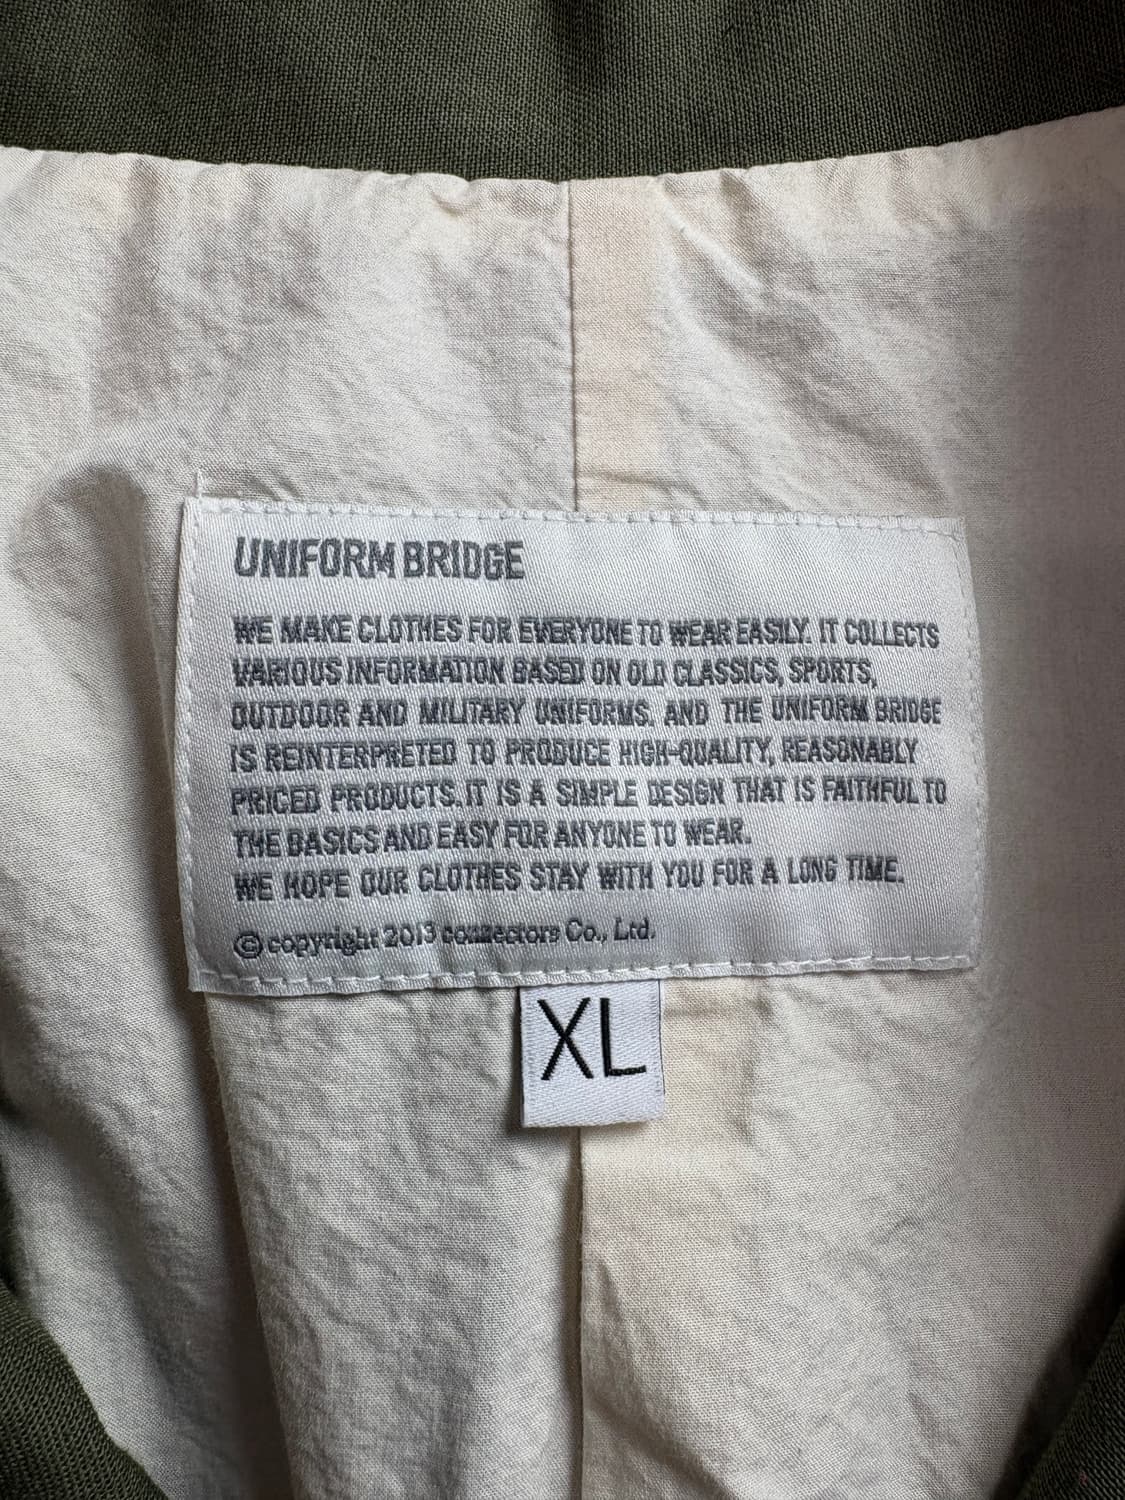 UNIFORM BRIDGE
WE MAKE CLOTHES FOR EVERYONE TO WEAR EASILY. IT COLLECTS
VARIOUS INFORMATION BASED ON OLD CLASSICS, SPORTS,
OUTDOOR AND MILITARY UNIFORMS. AND THE UNIFORM BRIDGE
IS REINTERPRETED TO PRODUCE HIGH-QUALITY, REASONABLY
PRICED PRODUCTS. IT IS A SIMPLE DESIGN THAT IS FAITHFUL TO
THE BASICS AND EASY FOR ANYONE TO WEAR.
WE HOPE OUR CLOTHES STAY WITH YOU FOR A LONG TIME.
© copyright 2013 connectors Co., Ltd.
XL